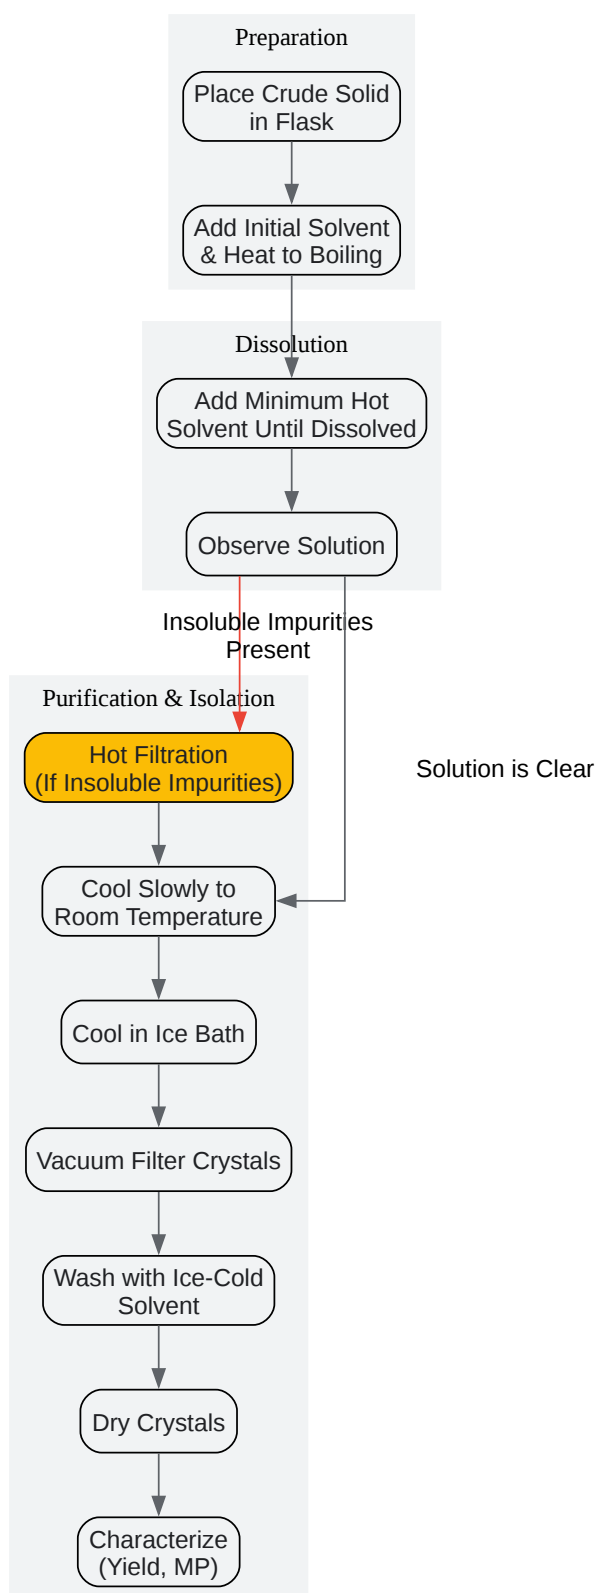 Preparation
Place Crude Solid
in Flask
Add Initial Solvent
& Heat to Boiling
Dissolution
Add Minimum Hot
Solvent Until Dissolved
Observe Solution
Insoluble Impurities
Present
Purification & Isolation
Hot Filtration
(If Insoluble Impurities)
Solution is Clear
Cool Slowly to
Room Temperature
Cool in Ice Bath
Vacuum Filter Crystals
Wash with Ice-Cold
Solvent
Dry Crystals
Characterize
(Yield, MP)